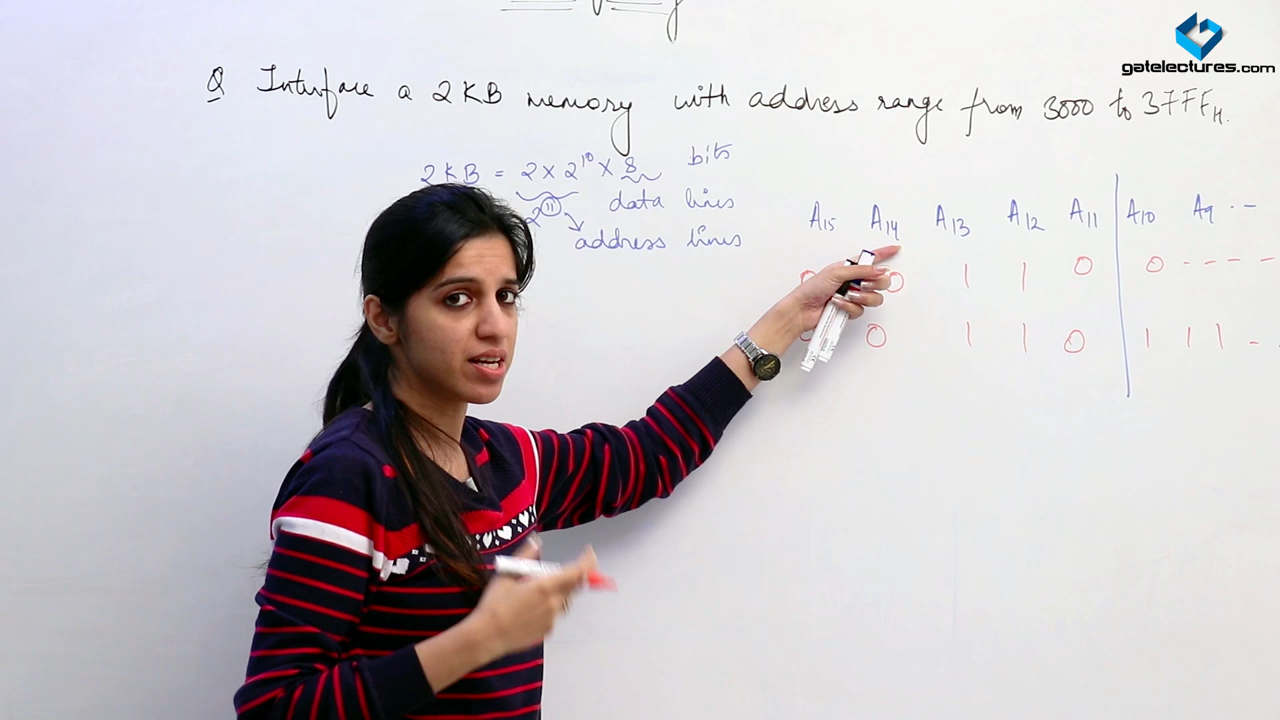 gatelectures.com
Q Interface a 2KB memory with address range from 3000 to 37FFH.
2KB = 2 × 2^10 × 8 bits
data lines
2^11 address lines
A15 A14 A13 A12 A11 A10 A9 --
0 0 1 1 0 0 ----
0 0 1 1 0 1 1 1 --